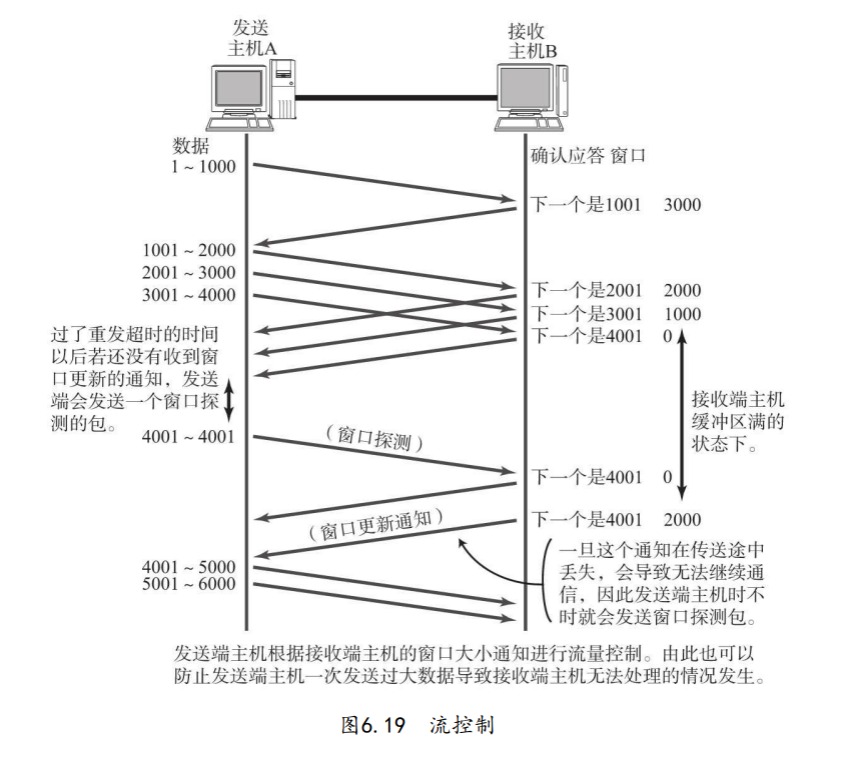 发送
主机A
接收
主机B
数据
确认应答 窗口
1～1000
下一个是1001 3000
1001～2000
2001～3000
3001～4000
下一个是2001 2000
下一个是3001 1000
下一个是4001 0
过了重发超时的时间
以后若还没有收到窗
口更新的通知，发送
端会发送一个窗口探
测的包。
接收端主机
缓冲区满的
状态下。
4001～4001
（窗口探测）
下一个是4001 0
（窗口更新通知）
下一个是4001 2000
一旦这个通知在传送途中
丢失，会导致无法继续通
信，因此发送端主机时不
时就会发送窗口探测包。
4001～5000
5001～6000
发送端主机根据接收端主机的窗口大小通知进行流量控制。由此也可以
防止发送端主机一次发送过大数据导致接收端主机无法处理的情况发生。
图6.19 流控制